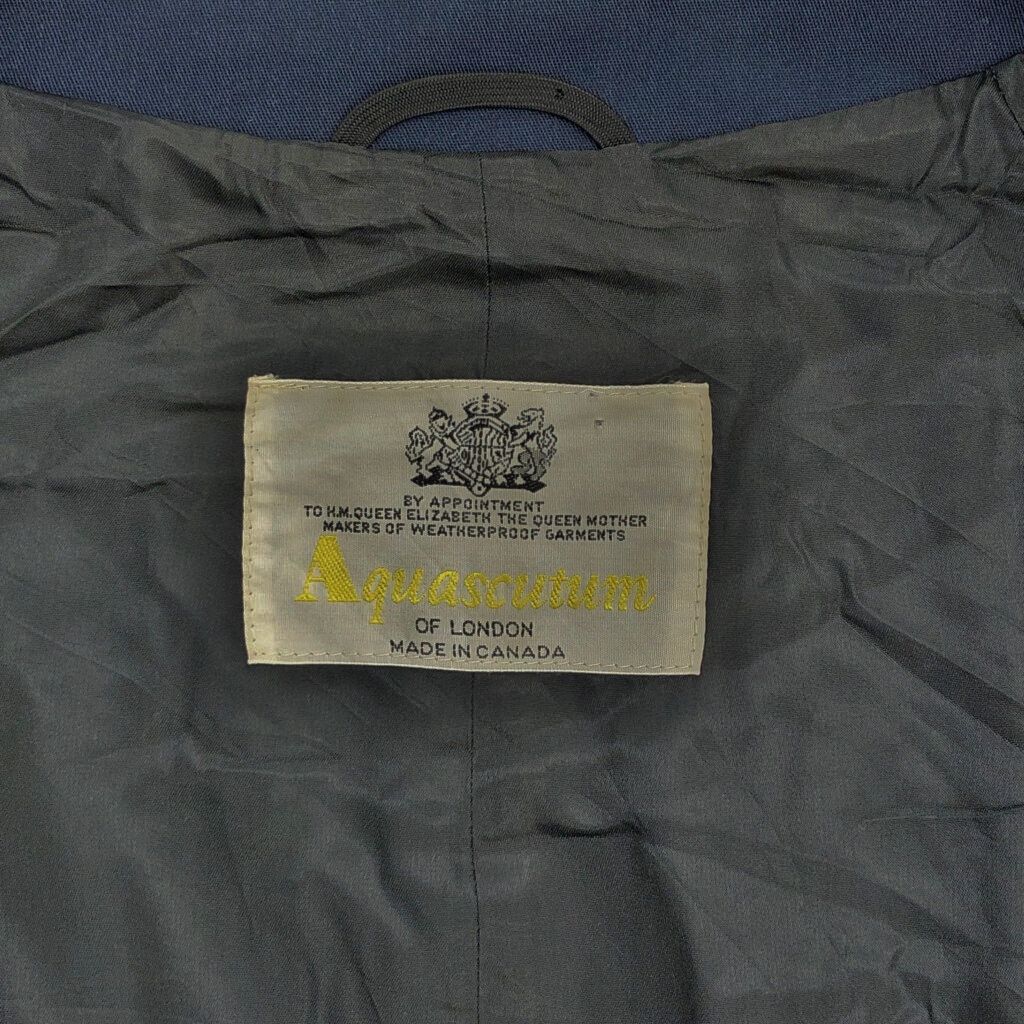 BY APPOINTMENT
TO H.M.QUEEN ELIZABETH THE QUEEN MOTHER
MAKERS OF WEATHERPROOF GARMENTS
Aquascutum
OF LONDON
MADE IN CANADA